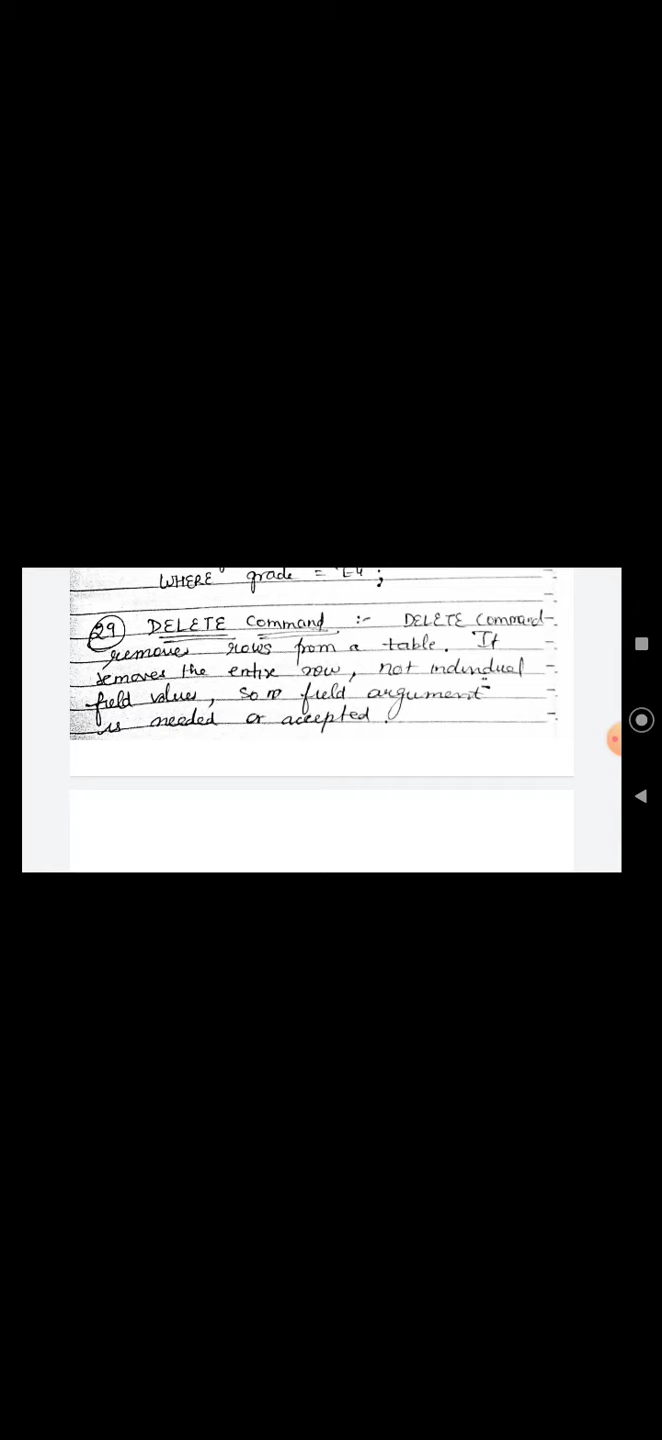 WHERE grade = 'E4';
29 DELETE Command :- DELETE Command
removes rows from a table. It
removes the entire row, not individual
field values, so no field argument
is needed or accepted.